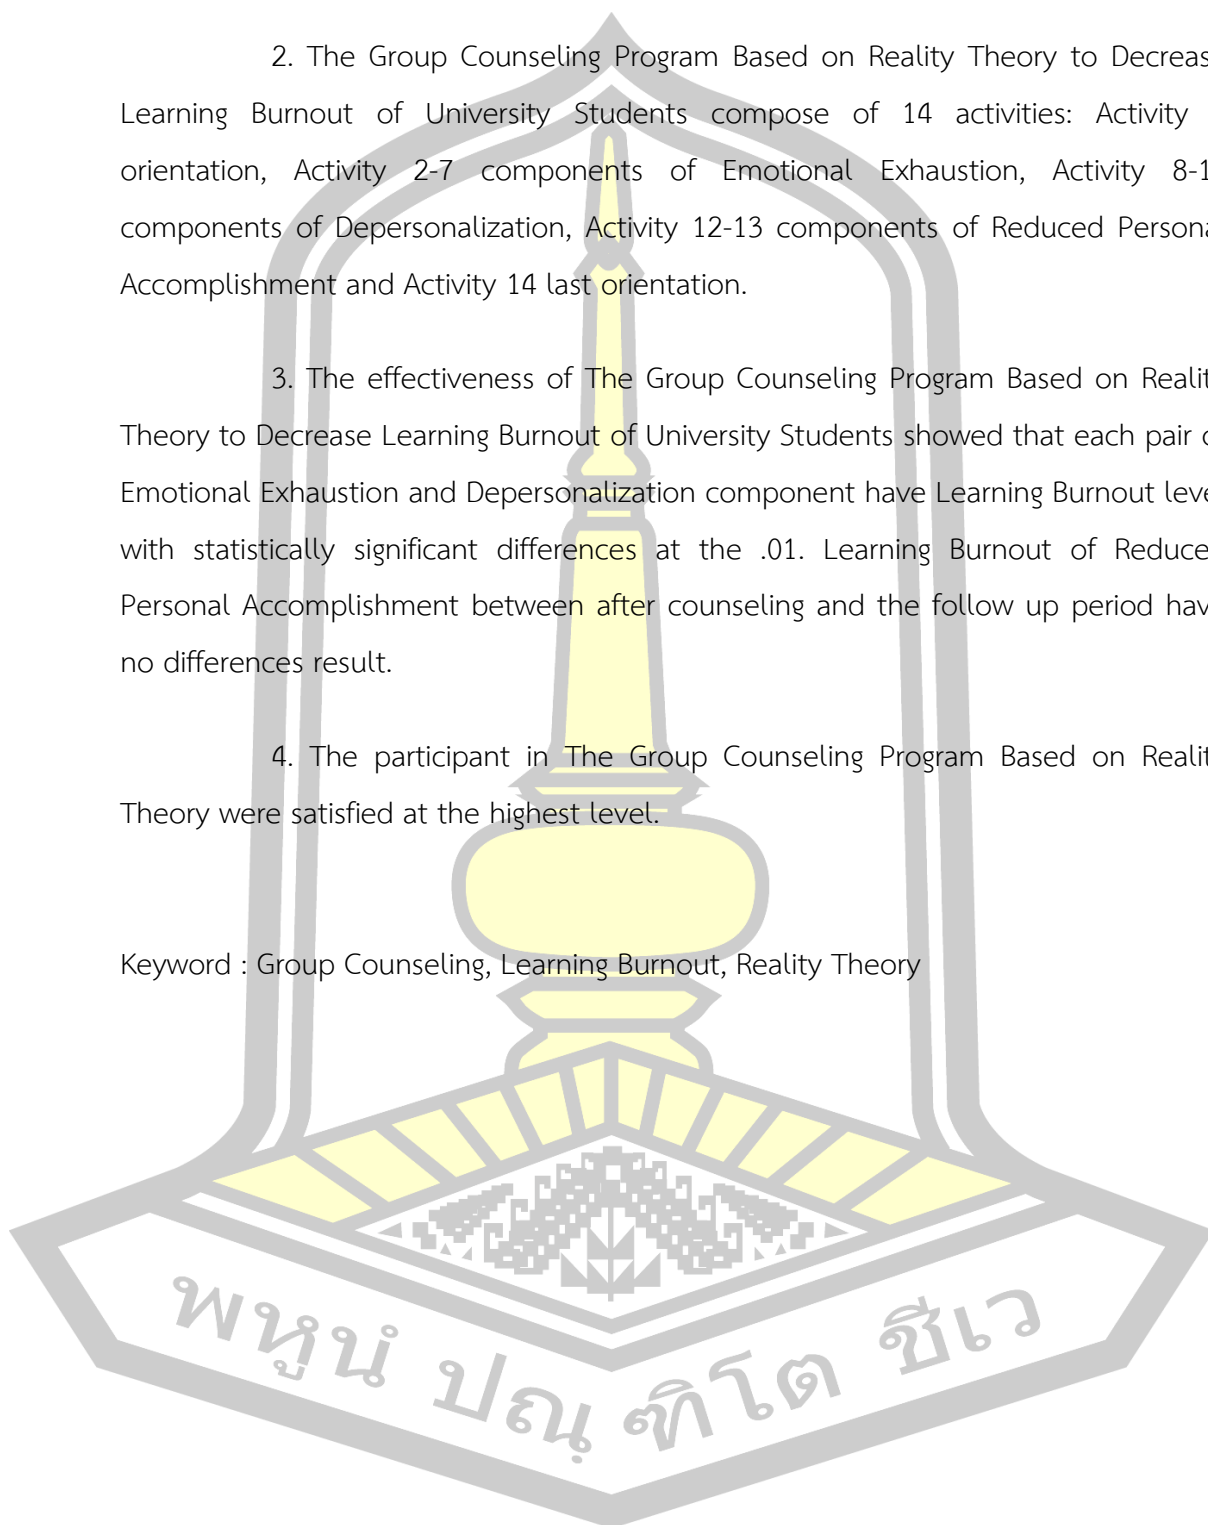 2. The Group Counseling Program Based on Reality Theory to Decreas
Learning Burnout of University Students compose of 14 activities: Activity
orientation, Activity 2-7 components of Emotional Exhaustion, Activity 8-1
components of Depersonalization, Activity 12-13 components of Reduced Persona
Accomplishment and Activity 14 last orientation.
3. The effectiveness of The Group Counseling Program Based on Realit
Theory to Decrease Learning Burnout of University Students showed that each pair
Emotional Exhaustion and Depersonalization component have Learning Burnout leve
with statistically significant differences at the .01. Learning Burnout of Reduce
Personal Accomplishment between after counseling and the follow up period hav
no differences result.
4. The participant in The Group Counseling Program Based on Realit
Theory were satisfied at the highest level.
Keyword : Group Counseling, Learning Burnout, Reality Theory
พหูนํ ปณฺฑิโต ชีเว